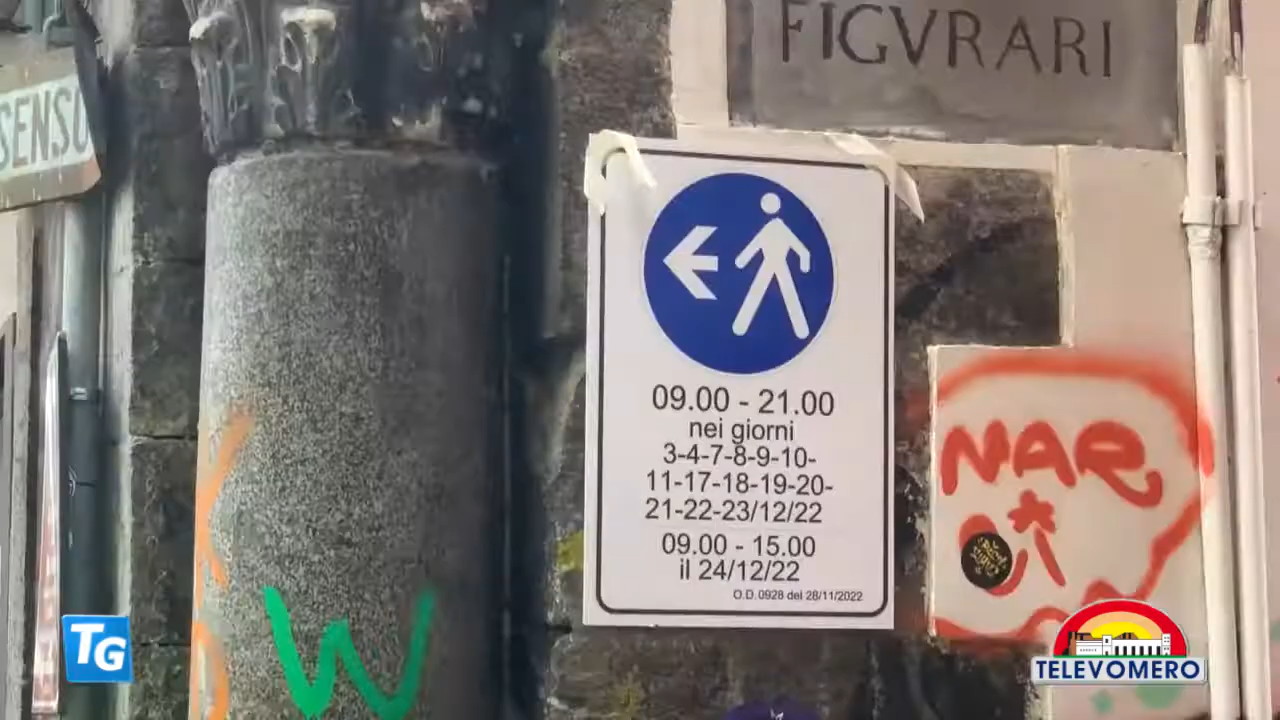 FIGVRARI
SENSU
09.00 - 21.00
nei giorni
3-4-7-8-9-10-
11-17-18-19-20-
21-22-23/12/22
09.00 - 15.00
il 24/12/22
O.D. 0928 del 28/11/2022
NAR
W
TG
TELEVOMERO